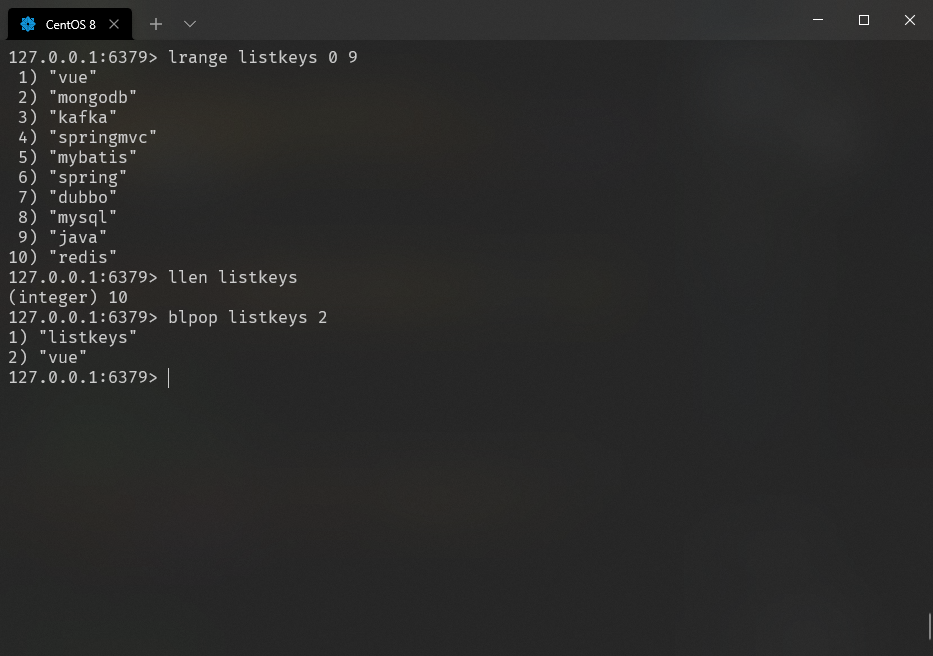 CentOS 8
127.0.0.1:6379> lrange listkeys 0 9
 1) "vue"
 2) "mongodb"
 3) "kafka"
 4) "springmvc"
 5) "mybatis"
 6) "spring"
 7) "dubbo"
 8) "mysql"
 9) "java"
10) "redis"
127.0.0.1:6379> llen listkeys
(integer) 10
127.0.0.1:6379> blpop listkeys 2
1) "listkeys"
2) "vue"
127.0.0.1:6379>